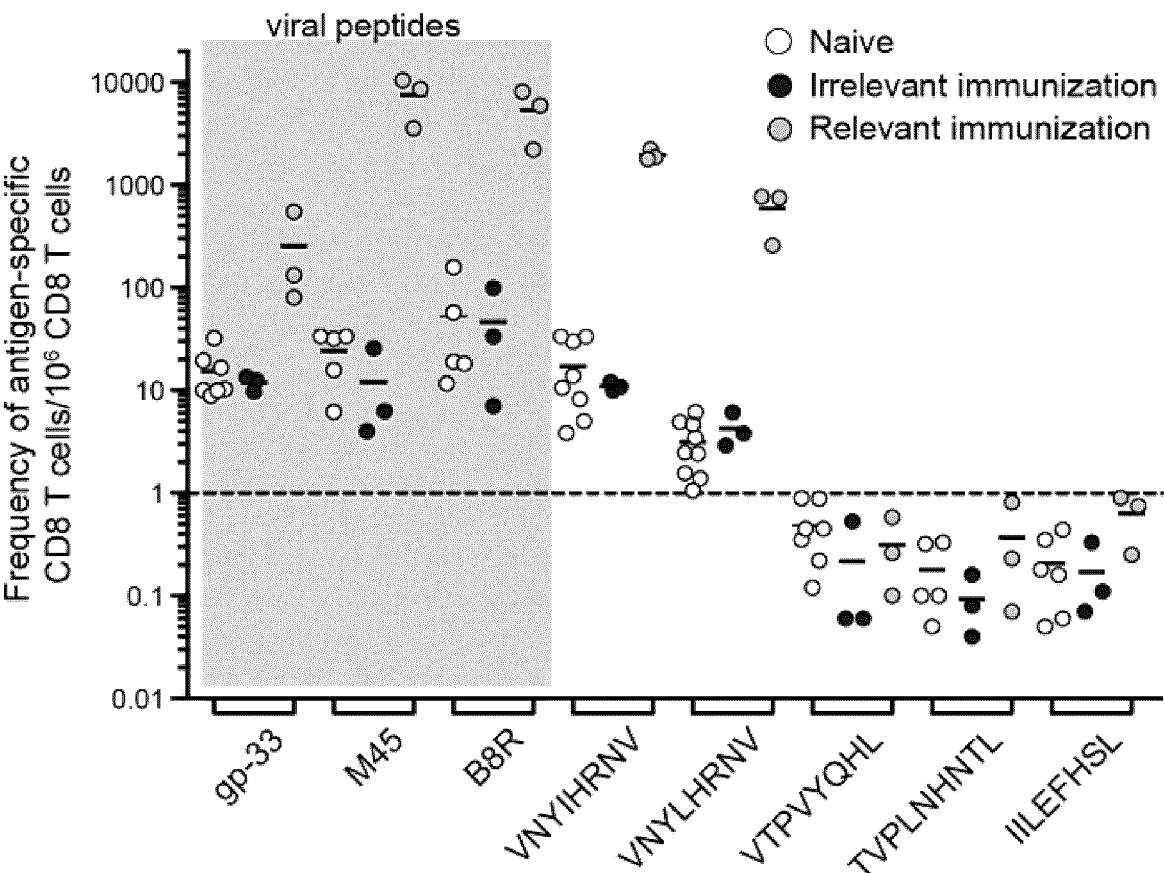 viral peptides
Naive
Irrelevant immunization
Relevant immunization
Frequency of antigen-specific
CD8 T cells/10⁶ CD8 T cells
10000
1000
100
10
1
0.1
0.01
gp-33
M45
B8R
VNYIHRNV
VNYLHRNV
VTPVYQHL
TVPLNHNTL
IILEFHSL